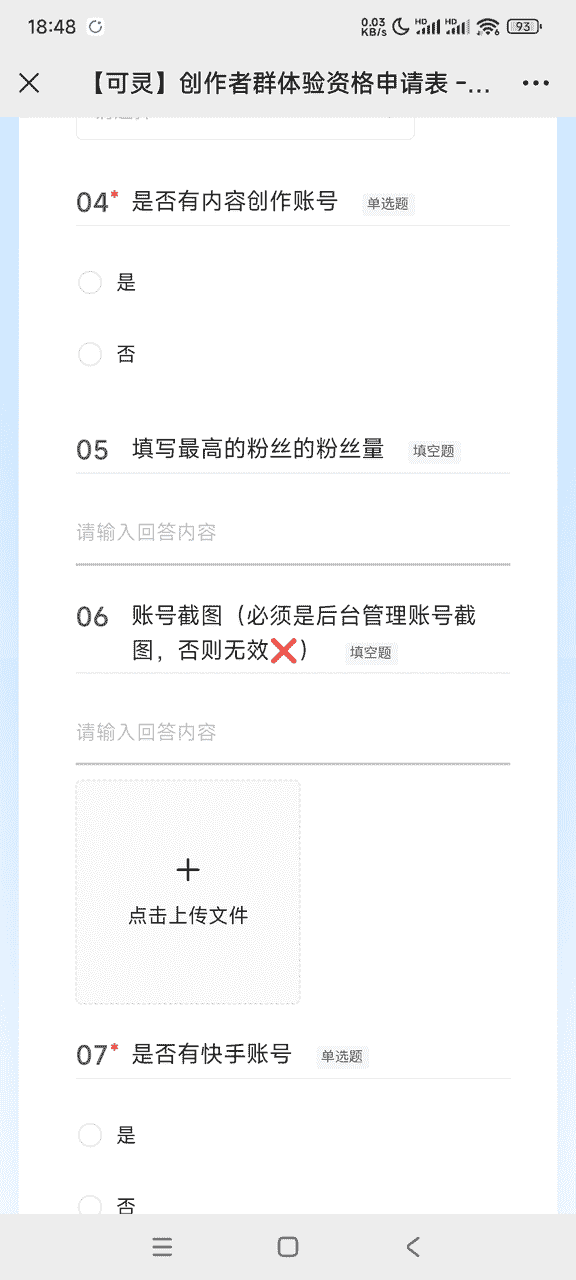 18:48
0.03
KB/s
HD
HD
93
【可灵】创作者群体验资格申请表 -...
04* 是否有内容创作账号 单选题
是
否
05 填写最高的粉丝的粉丝量 填空题
请输入回答内容
06 账号截图（必须是后台管理账号截
图，否则无效❌） 填空题
请输入回答内容
点击上传文件
07* 是否有快手账号 单选题
是
否